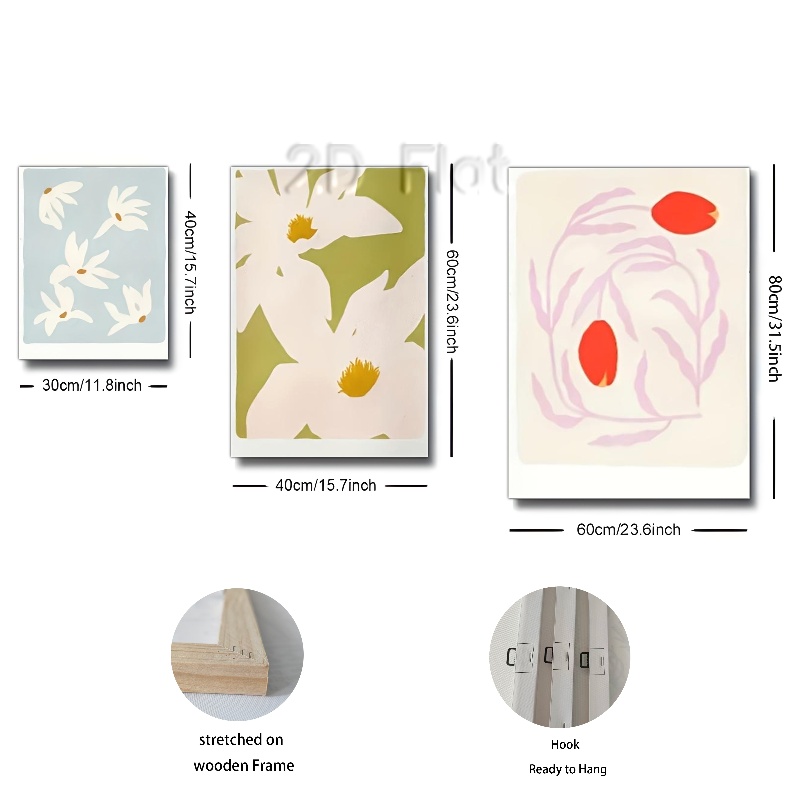 2D Flat
40cm/15.7inch
30cm/11.8inch
60cm/23.6inch
40cm/15.7inch
80cm/31.5inch
60cm/23.6inch
stretched on
wooden Frame
Hook
Ready to Hang